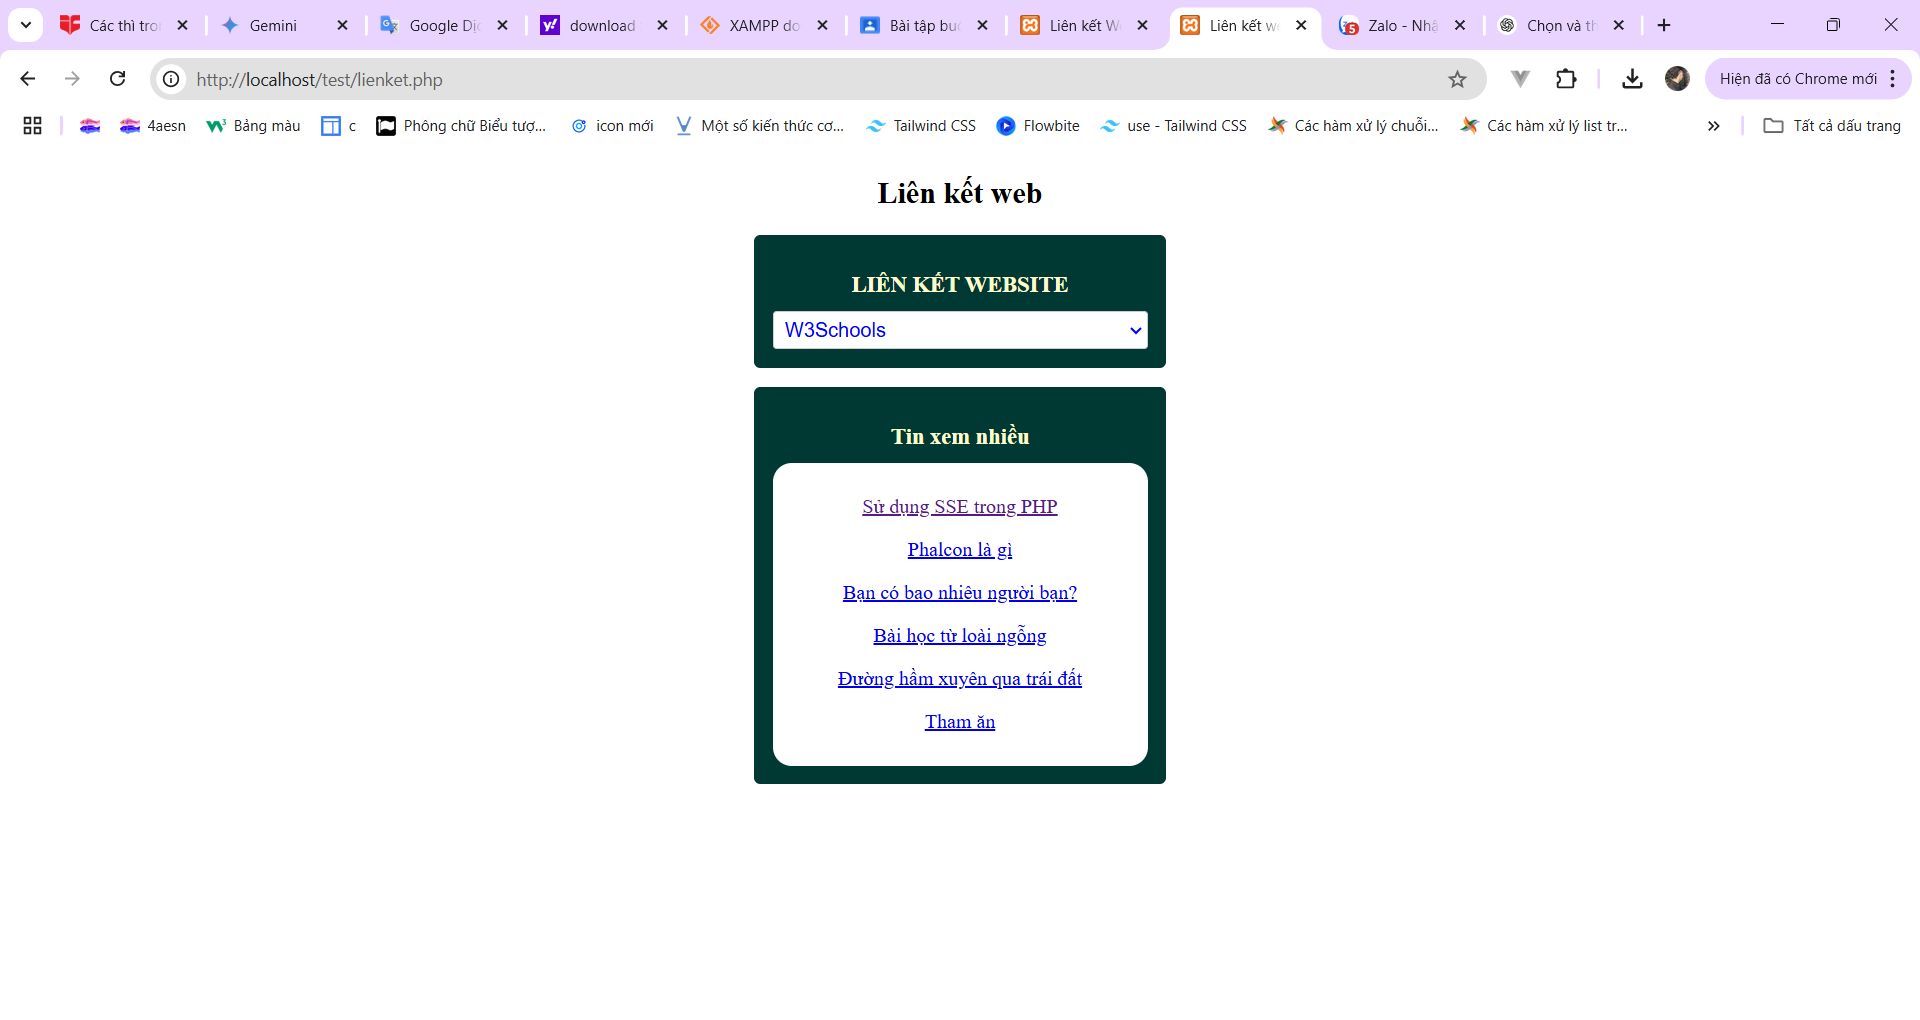 Các thì tro
Gemini
Google Dịc
download
XAMPP do
Bài tập bu
Liên kết W
Liên kết we
Zalo - Nhậ
Chọn và th
http://localhost/test/lienket.php
Hiện đã có Chrome mới
4aesn
Bảng màu
c
Phông chữ Biểu tượ...
icon mới
Một số kiến thức cơ...
Tailwind CSS
Flowbite
use - Tailwind CSS
Các hàm xử lý chuỗi...
Các hàm xử lý list tr...
Tất cả dấu trang
Liên kết web
LIÊN KẾT WEBSITE
W3Schools
Tin xem nhiều
Sử dụng SSE trong PHP
Phalcon là gì
Bạn có bao nhiêu người bạn?
Bài học từ loài ngỗng
Đường hầm xuyên qua trái đất
Tham ăn